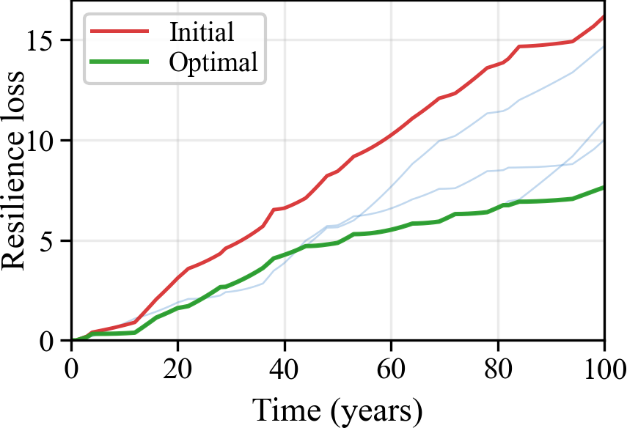 Initial
Optimal
Resilience loss
15
10
5
0
0 20 40 60 80 100
Time (years)